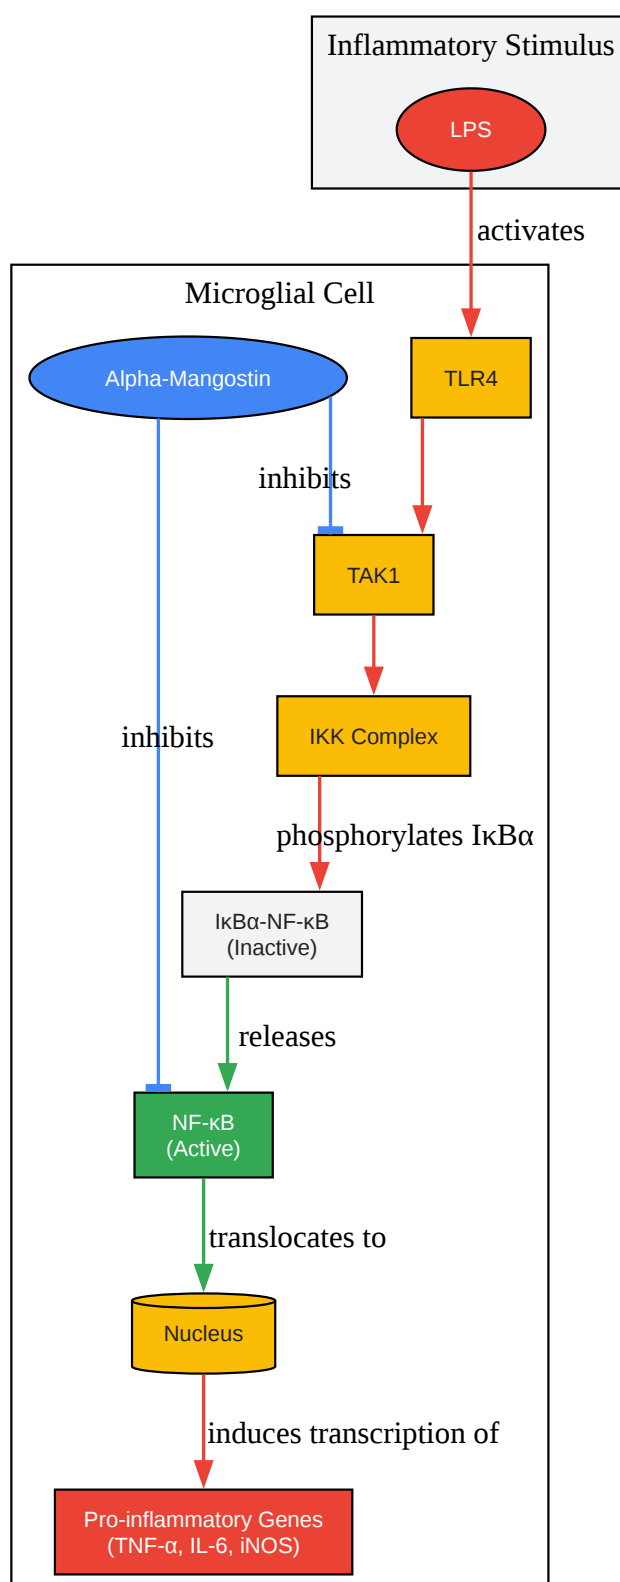 Inflammatory Stimulus
LPS
activates
Microglial Cell
Alpha-Mangostin
TLR4
inhibits
TAK1
IKK Complex
inhibits
phosphorylates IκBα
IκBα-NF-κB
(Inactive)
releases
NF-κB
(Active)
translocates to
Nucleus
induces transcription of
Pro-inflammatory Genes
(TNF-α, IL-6, iNOS)